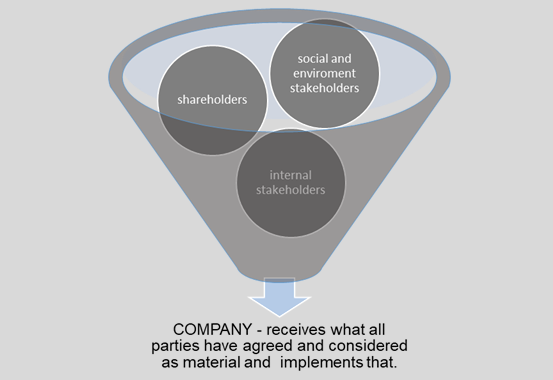 social and
enviroment
stakeholders
shareholders
internal
stakeholders
COMPANY - receives what all
parties have agreed and considered
as material and  implements that.